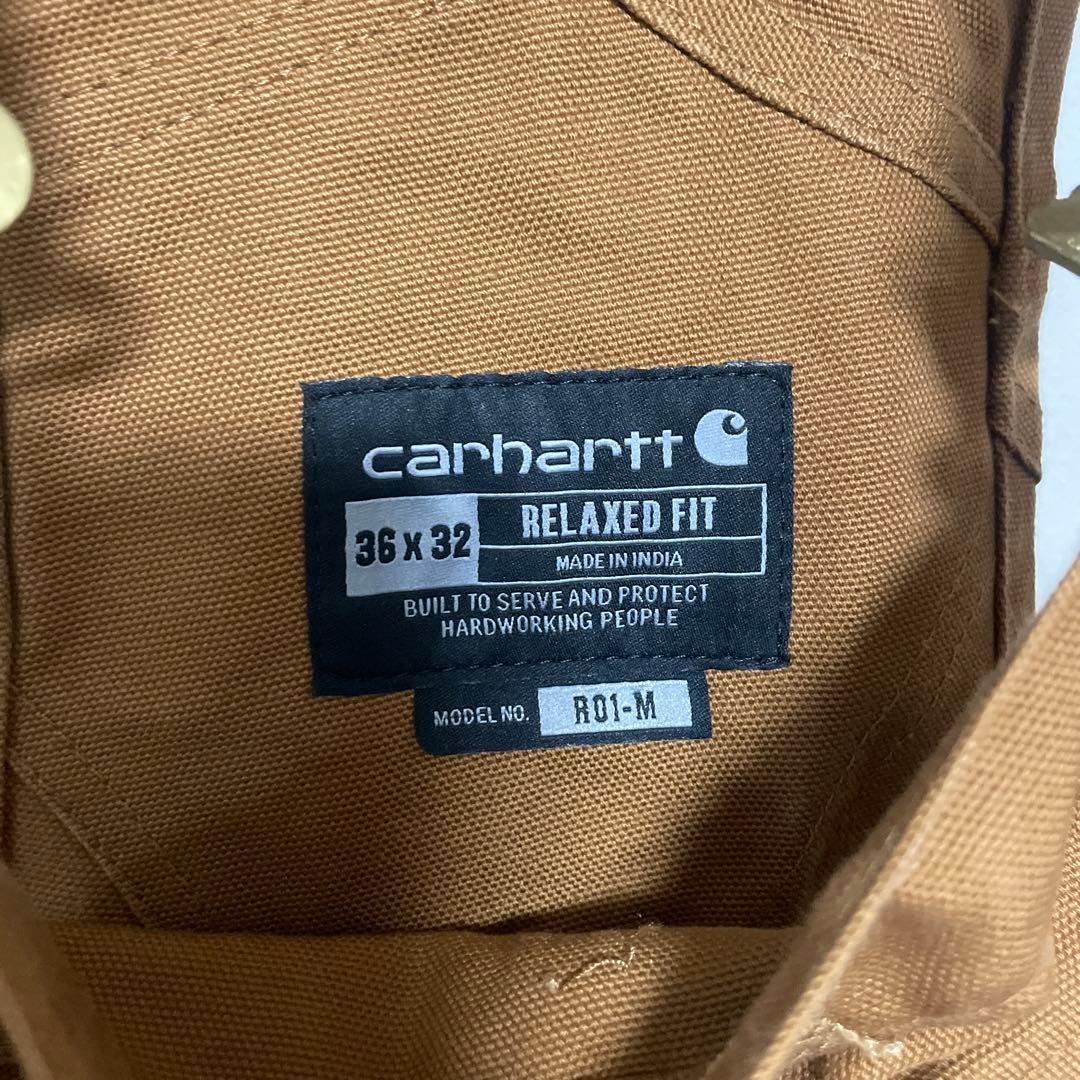 carhartt
36 x 32
RELAXED FIT
MADE IN INDIA
BUILT TO SERVE AND PROTECT
HARDWORKING PEOPLE
MODEL NO. R01-M